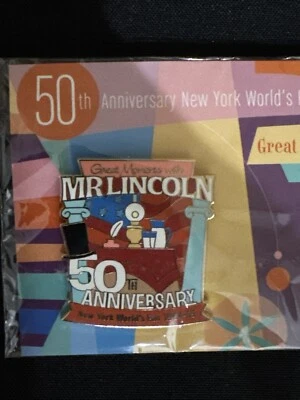 50th Anniversary New York World's
Great
Great Moments with
MR LINCOLN
50TH
ANNIVERSARY
New York World's Fair